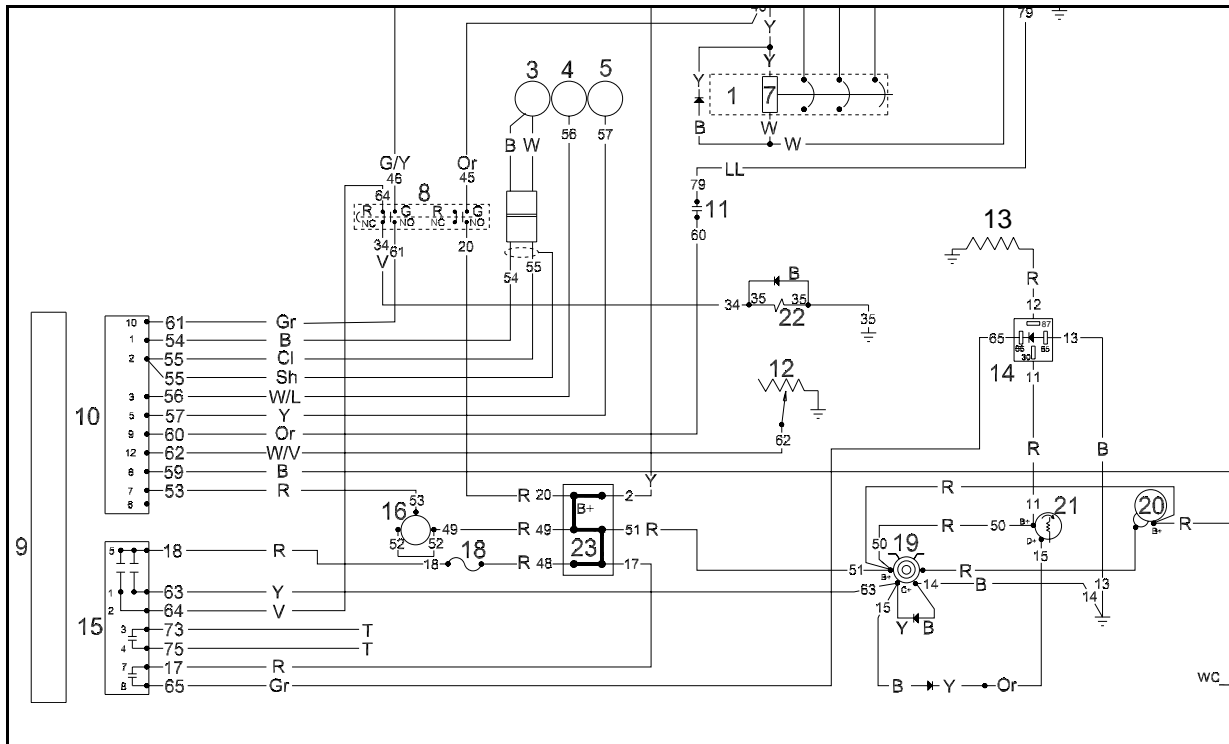 79
Y
Y
Y
3 4 5
1 7
B W
W
56 57
B W
G/Y Or
46 45
64 8
LL
79
R G R G
NC NO NC NO
11
60
34 61 20
V
54 55
13
R
12
B
34 35 35
22
35
87
65 86 85 13
30
14 11
10 61 Gr
1 54 B
2 55 Cl
55 Sh
3 56 W/L
5 57 Y
9 60 Or
12 62 W/V
8 59 B
7 53 R
6
10
12
62
R B
Y
53
16
R 20 2
B+
49 R 49 51 R
52 52
18
18 R 48 17
23
R
11
R 50 B+ 21
D+
15
20
B+ R
50
19
51 B+ R
C+ 14 B 13
14
63
15
Y B
9
5 18 R
1 63 Y
2 64 V
15
3 73 T
4 75 T
7 17 R
8 65 Gr
B Y Or
wc_